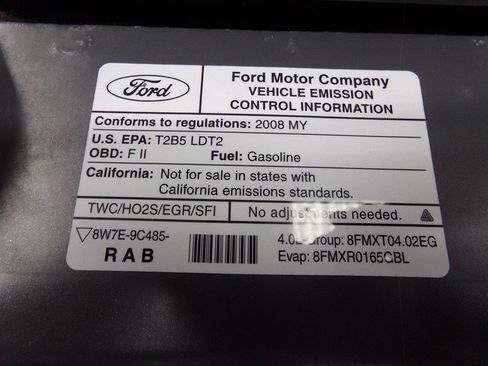 Ford
Ford Motor Company
VEHICLE EMISSION
CONTROL INFORMATION
Conforms to regulations: 2008 MY
U.S. EPA: T2B5 LDT2
OBD: F II Fuel: Gasoline
California: Not for sale in states with
California emissions standards.
TWC/HO2S/EGR/SFI No adjustments needed.
8W7E-9C485-
RAB
4.0L-Group: 8FMXT04.02EG
Evap: 8FMXR0165CBL